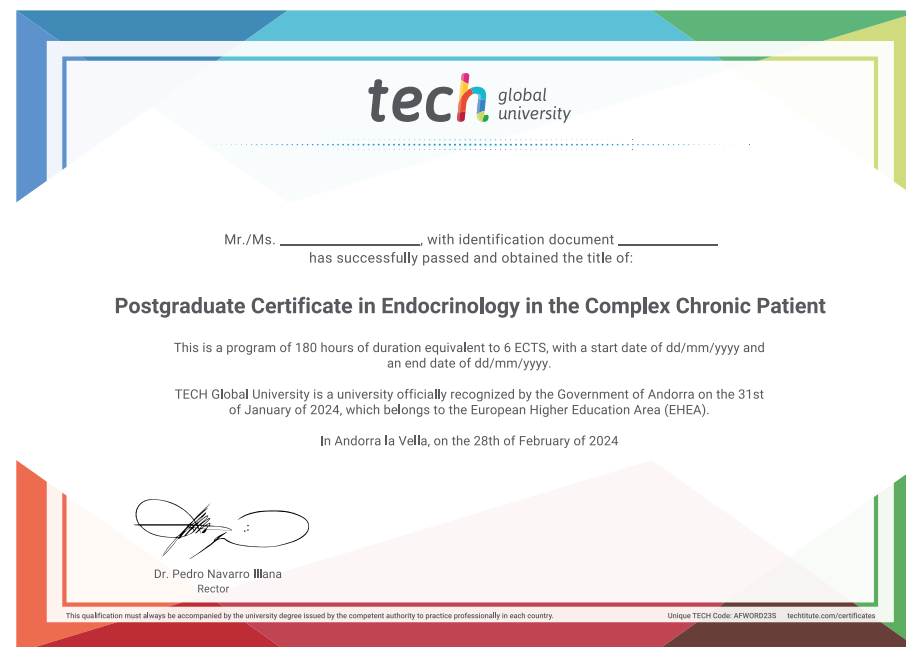 tech global
university
Mr./Ms. ____________________, with identification document ______________
has successfully passed and obtained the title of:
Postgraduate Certificate in Endocrinology in the Complex Chronic Patient
This is a program of 180 hours of duration equivalent to 6 ECTS, with a start date of dd/mm/yyyy and
an end date of dd/mm/yyyy.
TECH Global University is a university officially recognized by the Government of Andorra on the 31st
of January of 2024, which belongs to the European Higher Education Area (EHEA).
In Andorra la Vella, on the 28th of February of 2024
Dr. Pedro Navarro Illana
Rector
This qualification must always be accompanied by the university degree issued by the competent authority to practice professionally in each country.
Unique TECH Code: AFWORD23S techtitute.com/certificates